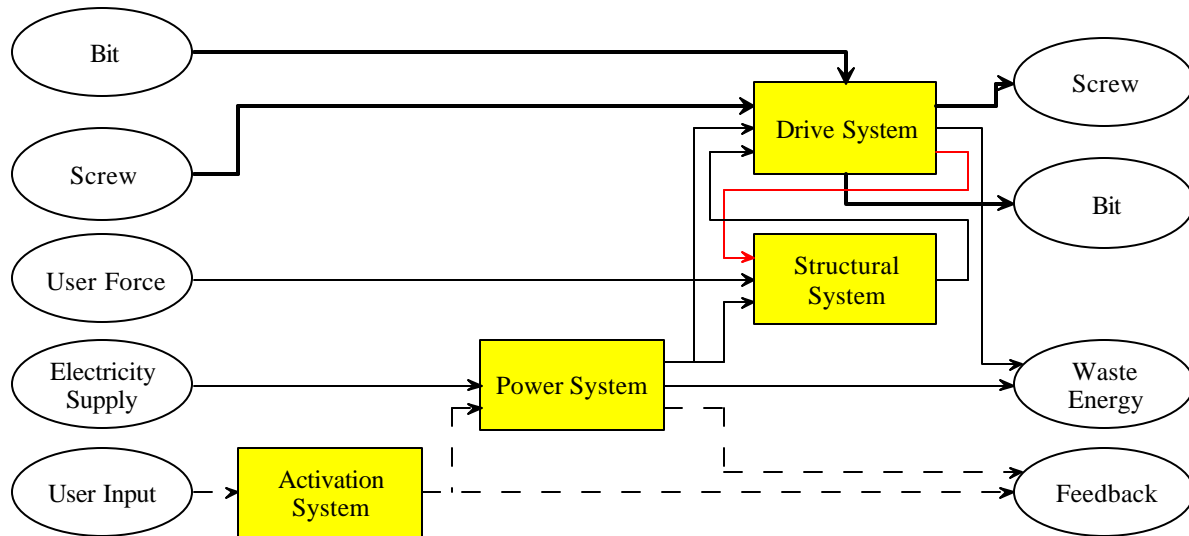 Bit
Screw
User Force
Electricity
Supply
User Input
Activation
System
Power System
Drive System
Structural
System
Screw
Bit
Waste
Energy
Feedback